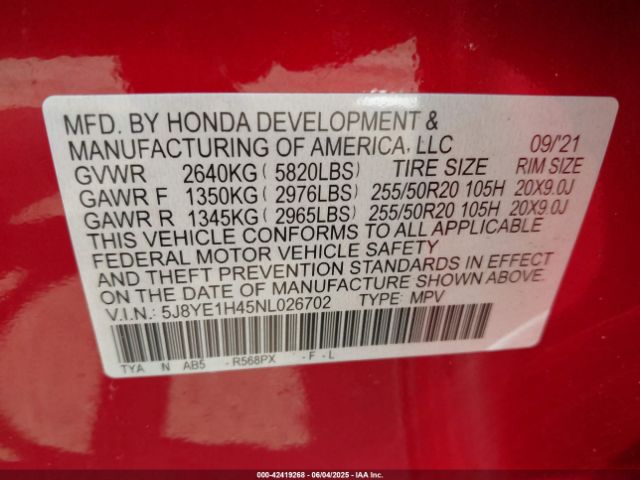 MFD. BY HONDA DEVELOPMENT &
MANUFACTURING OF AMERICA, LLC 09/'21
GVWR 2640KG ( 5820LBS) TIRE SIZE RIM SIZE
GAWR F 1350KG ( 2976LBS) 255/50R20 105H 20X9.0J
GAWR R 1345KG ( 2965LBS) 255/50R20 105H 20X9.0J
THIS VEHICLE CONFORMS TO ALL APPLICABLE
FEDERAL MOTOR VEHICLE SAFETY
AND THEFT PREVENTION STANDARDS IN EFFECT
ON THE DATE OF MANUFACTURE SHOWN ABOVE.
V.I.N.: 5J8YE1H45NL026702 TYPE: MPV
TYA N AB5 - R568PX - F - L
000-42419268 - 06/04/2025 - IAAI.CA